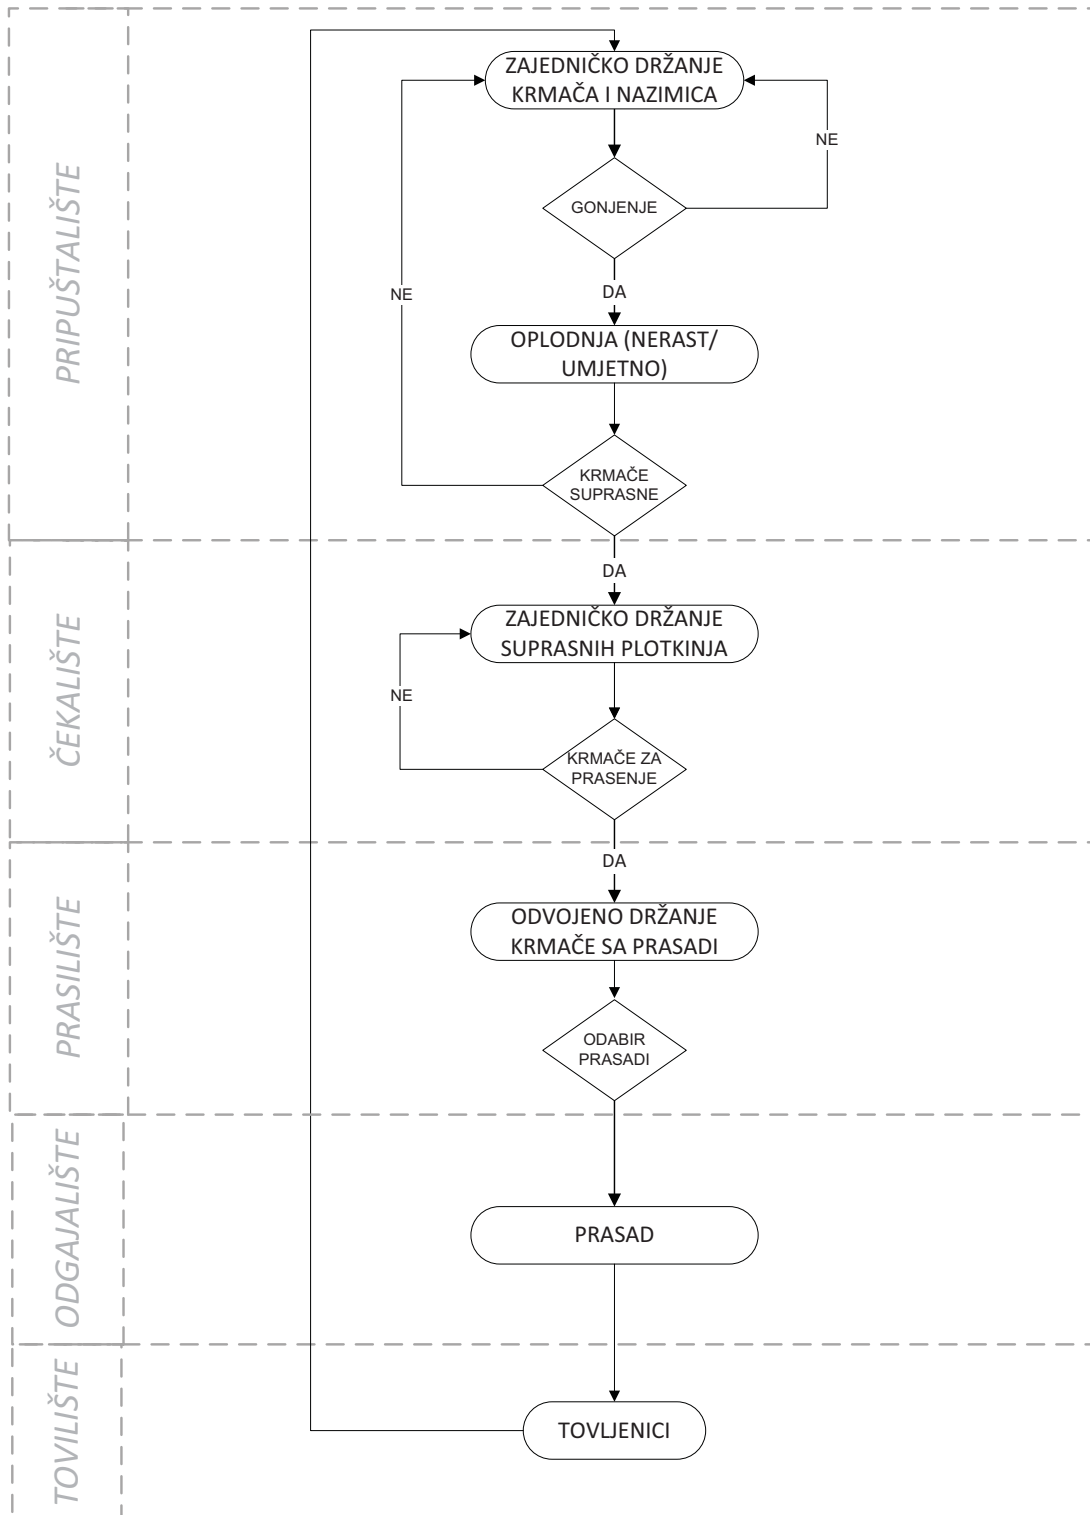 PRIPUŠTALIŠTE
ZAJEDNIČKO DRŽANJE
KRMAČA I NAZIMICA
NE
GONJENJE
DA
NE
OPLODNJA (NERAST/
UMJETNO)
KRMAČE
SUPRASNE
DA
ČEKALIŠTE
ZAJEDNIČKO DRŽANJE
SUPRASNIH PLOTKINJA
NE
KRMAČE ZA
PRASENJE
DA
PRASILIŠTE
ODVOJENO DRŽANJE
KRMAČE SA PRASADI
ODABIR
PRASADI
ODGAJALIŠTE
PRASAD
TOVILIŠTE
TOVLJENICI